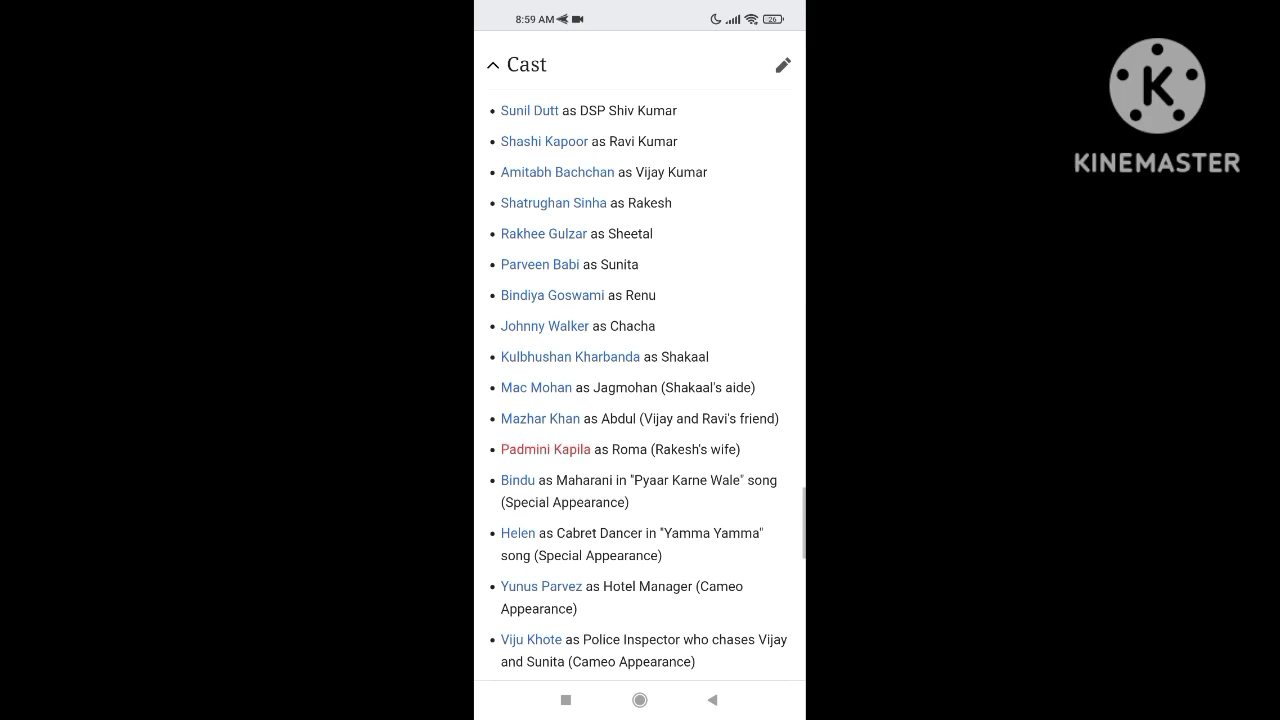 8:59 AM
26
Cast
Sunil Dutt as DSP Shiv Kumar
Shashi Kapoor as Ravi Kumar
Amitabh Bachchan as Vijay Kumar
Shatrughan Sinha as Rakesh
Rakhee Gulzar as Sheetal
Parveen Babi as Sunita
Bindiya Goswami as Renu
Johnny Walker as Chacha
Kulbhushan Kharbanda as Shakaal
Mac Mohan as Jagmohan (Shakaal's aide)
Mazhar Khan as Abdul (Vijay and Ravi's friend)
Padmini Kapila as Roma (Rakesh's wife)
Bindu as Maharani in "Pyaar Karne Wale" song
(Special Appearance)
Helen as Cabret Dancer in "Yamma Yamma"
song (Special Appearance)
Yunus Parvez as Hotel Manager (Cameo
Appearance)
Viju Khote as Police Inspector who chases Vijay
and Sunita (Cameo Appearance)
K
KINEMASTER